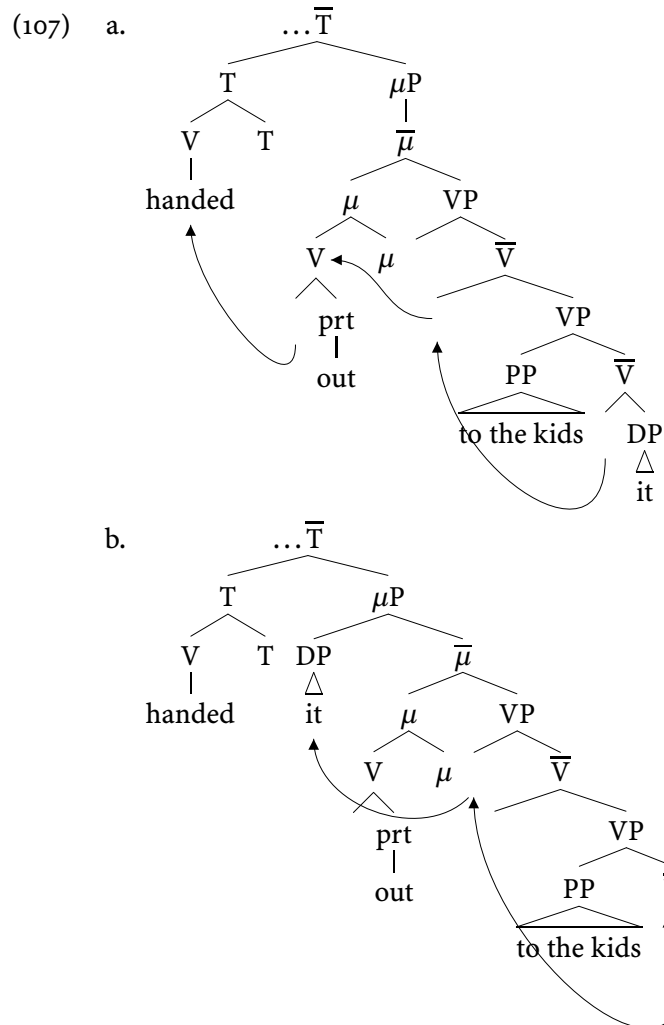 (107) a. …T̅
T μP
V T μ̅
handed μ VP
V μ V̅
prt VP
out PP V̅
to the kids DP
it
b. …T̅
T μP
V T DP μ̅
handed it μ VP
V μ V̅
prt VP
out PP
to the kids